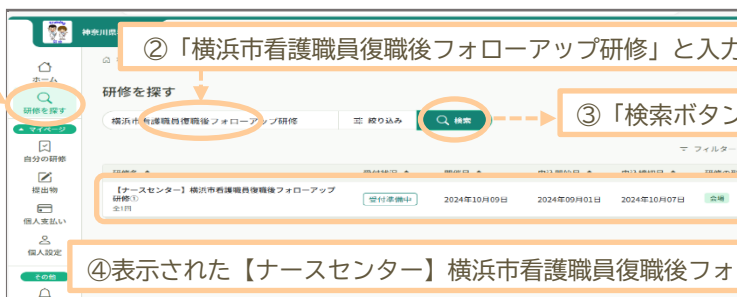 神奈川県
②「横浜市看護職員復職後フォローアップ研修」と入力
ホーム
研修を探す
研修を探す
横浜市看護職員復職後フォローアップ研修
絞り込み
検索
③「検索ボタン
マイページ
自分の研修
フィルター
提出物
個人支払い
個人設定
その他
【ナースセンター】横浜市看護職員復職後フォローアップ
研修①
全1回
受付準備中
2024年10月09日
2024年09月01日
2024年10月07日
会場
④表示された【ナースセンター】横浜市看護職員復職後フォ